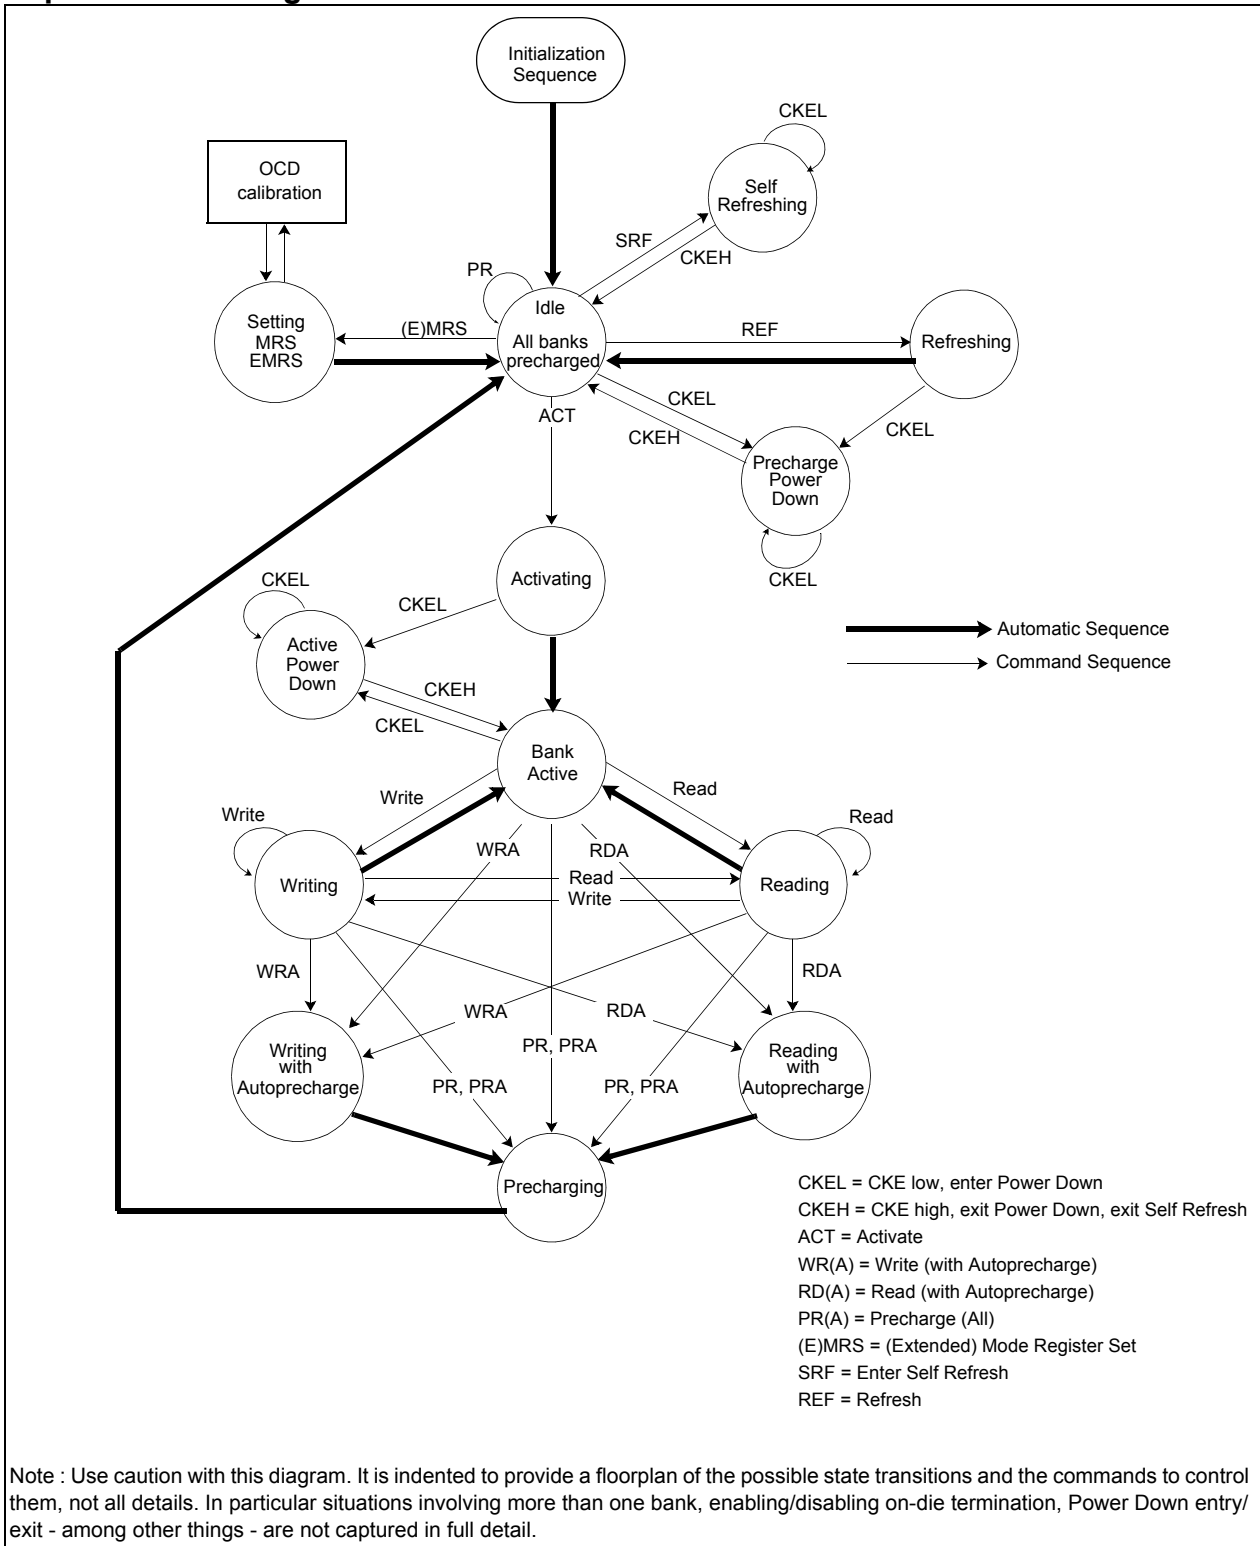 Initialization
Sequence
CKEL
OCD
calibration
Self
Refreshing
SRF
CKEH
PR
Idle
Setting
MRS
EMRS
(E)MRS
All banks
precharged
REF
Refreshing
CKEL
CKEH
ACT
CKEL
Precharge
Power
Down
CKEL
Activating
CKEL
CKEL
Active
Power
Down
Automatic Sequence
Command Sequence
CKEH
CKEL
Bank
Active
Write
Read
Write
Read
WRA
RDA
Writing
Read
Write
Reading
WRA
RDA
WRA
RDA
Writing
with
Autoprecharge
PR, PRA
Reading
with
Autoprecharge
PR, PRA
PR, PRA
Precharging
CKEL = CKE low, enter Power Down
CKEH = CKE high, exit Power Down, exit Self Refresh
ACT = Activate
WR(A) = Write (with Autoprecharge)
RD(A) = Read (with Autoprecharge)
PR(A) = Precharge (All)
(E)MRS = (Extended) Mode Register Set
SRF = Enter Self Refresh
REF = Refresh
Note : Use caution with this diagram. It is indented to provide a floorplan of the possible state transitions and the commands to control
them, not all details. In particular situations involving more than one bank, enabling/disabling on-die termination, Power Down entry/
exit - among other things - are not captured in full detail.